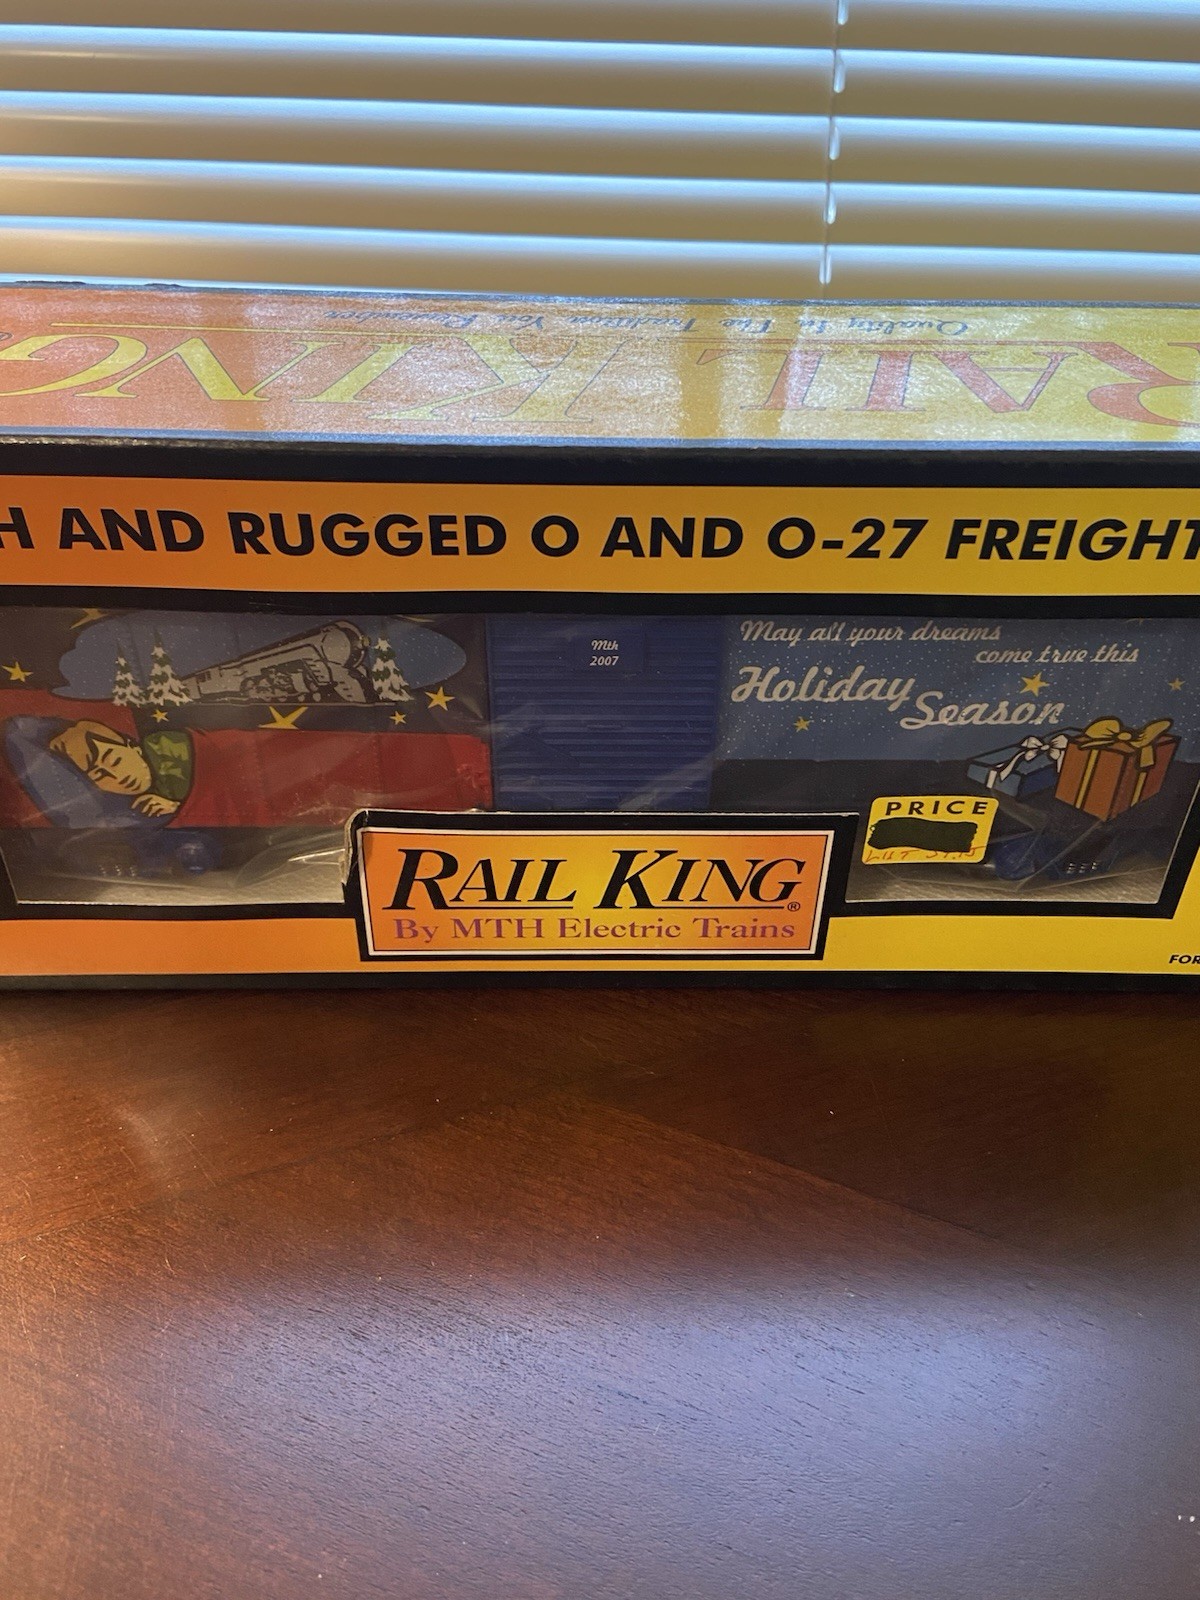 RAIL KING
Quality In The Tradition You Remember
H AND RUGGED O AND O-27 FREIGHT
Mth
2007
May all your dreams
come true this
Holiday
Season
PRICE
RAIL KING®
By MTH Electric Trains
FOR